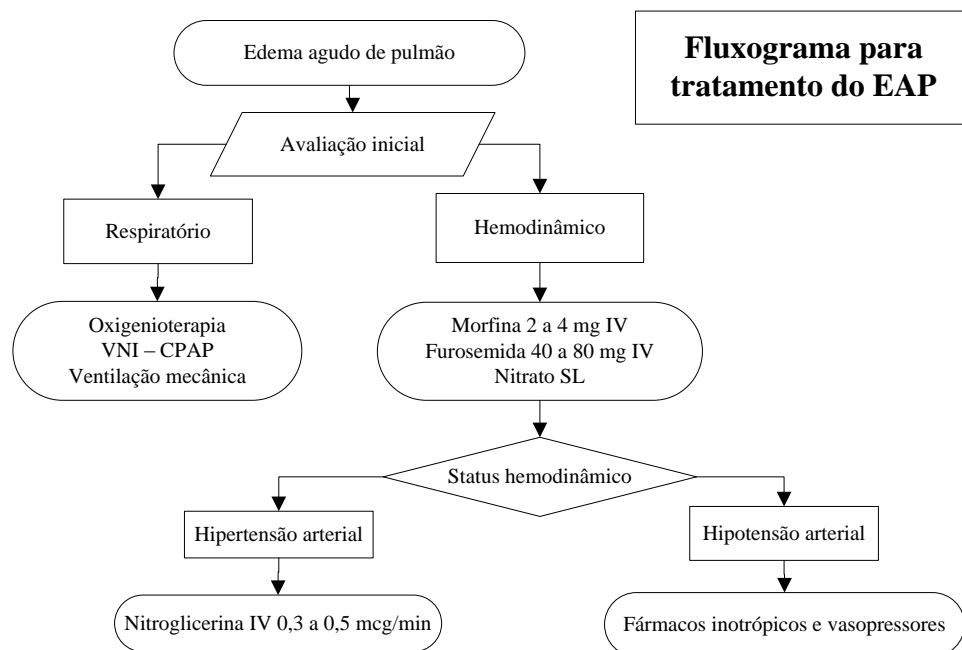 Fluxograma para
tratamento do EAP
Edema agudo de pulmão
Avaliação inicial
Respiratório
Hemodinâmico
Oxigenioterapia
VNI – CPAP
Ventilação mecânica
Morfina 2 a 4 mg IV
Furosemida 40 a 80 mg IV
Nitrato SL
Status hemodinâmico
Hipertensão arterial
Hipotensão arterial
Nitroglicerina IV 0,3 a 0,5 mcg/min
Fármacos inotrópicos e vasopressores